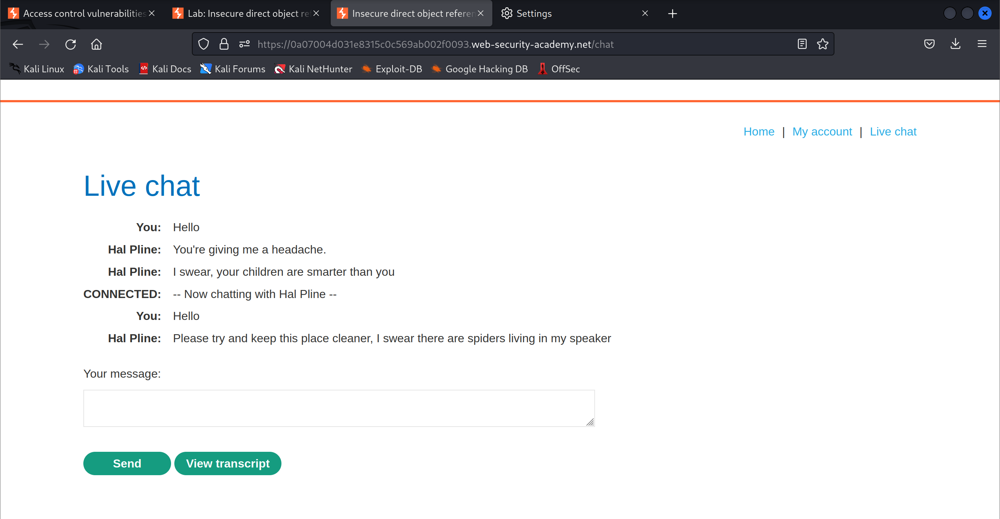 Access control vulnerabilities
Lab: Insecure direct object ref
Insecure direct object referen
Settings
https://0a07004d031e8315c0c569ab002f0093.web-security-academy.net/chat
Kali Linux Kali Tools Kali Docs Kali Forums Kali NetHunter Exploit-DB Google Hacking DB OffSec
Home | My account | Live chat
Live chat
You: Hello
Hal Pline: You're giving me a headache.
Hal Pline: I swear, your children are smarter than you
CONNECTED: -- Now chatting with Hal Pline --
You: Hello
Hal Pline: Please try and keep this place cleaner, I swear there are spiders living in my speaker
Your message:
Send View transcript